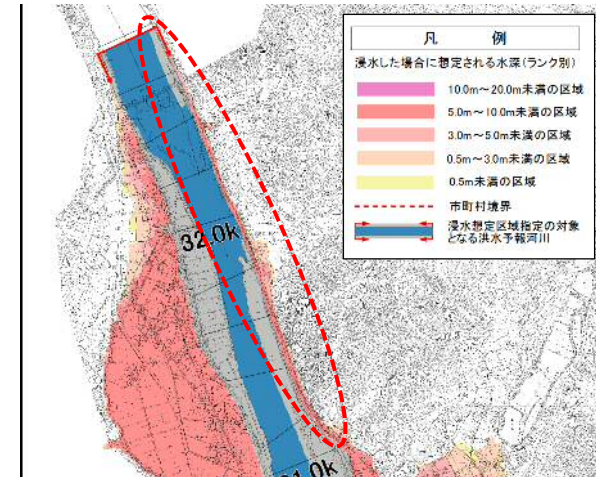 凡 例
浸水した場合に想定される水深(ランク別)
10.0m～20.0m未満の区域
5.0m～10.0m未満の区域
3.0m～5.0m未満の区域
0.5m～3.0m未満の区域
0.5m未満の区域
市町村境界
浸水想定区域指定の対象
となる洪水予報河川
32.0k